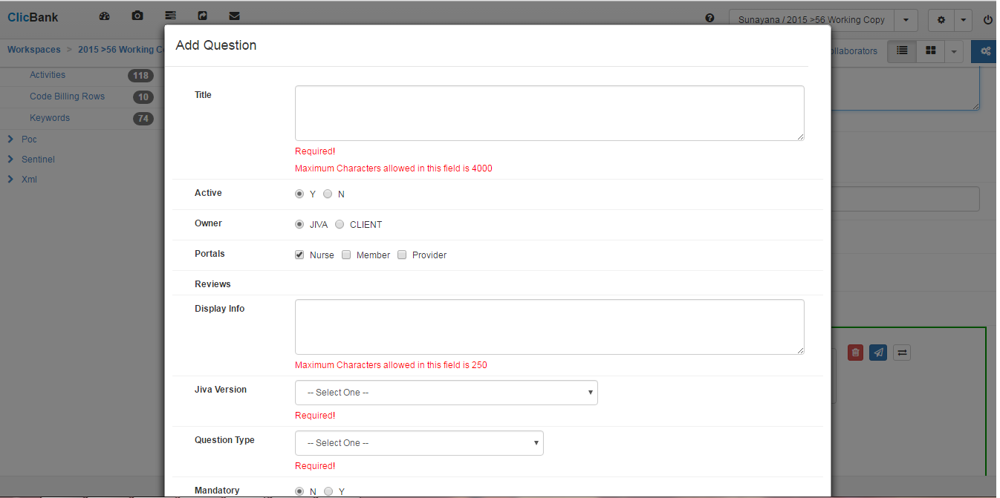 ClicBank
Sunayana / 2015 >56 Working Copy
Workspaces > 2015 >56 Working C
ollaborators
Activities 118
Code Billing Rows 10
Keywords 74
Poc
Sentinel
Xml
Add Question
Title
Required!
Maximum Characters allowed in this field is 4000
Active Y N
Owner JIVA CLIENT
Portals Nurse Member Provider
Reviews
Display Info
Maximum Characters allowed in this field is 250
Jiva Version -- Select One --
Required!
Question Type -- Select One --
Required!
Mandatory N Y